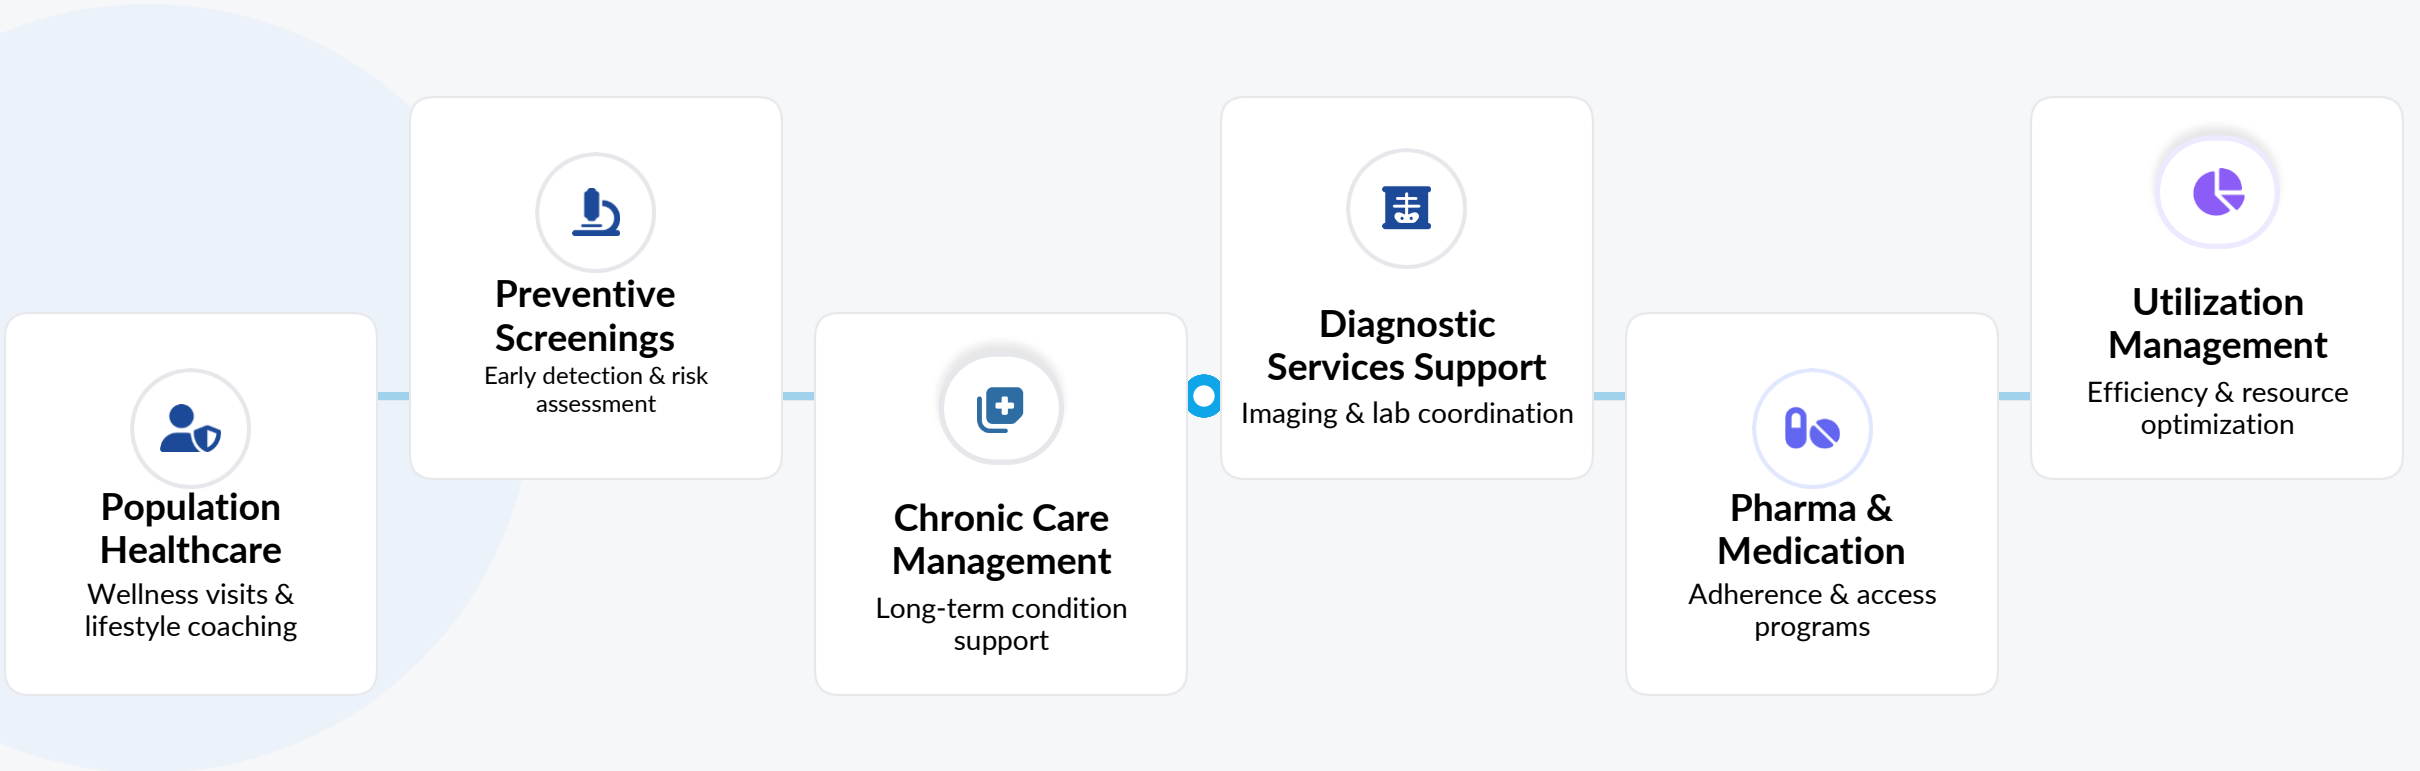 Population
Healthcare
Wellness visits &
lifestyle coaching
Preventive
Screenings
Early detection & risk
assessment
Chronic Care
Management
Long-term condition
support
Diagnostic
Services Support
Imaging & lab coordination
Pharma &
Medication
Adherence & access
programs
Utilization
Management
Efficiency & resource
optimization